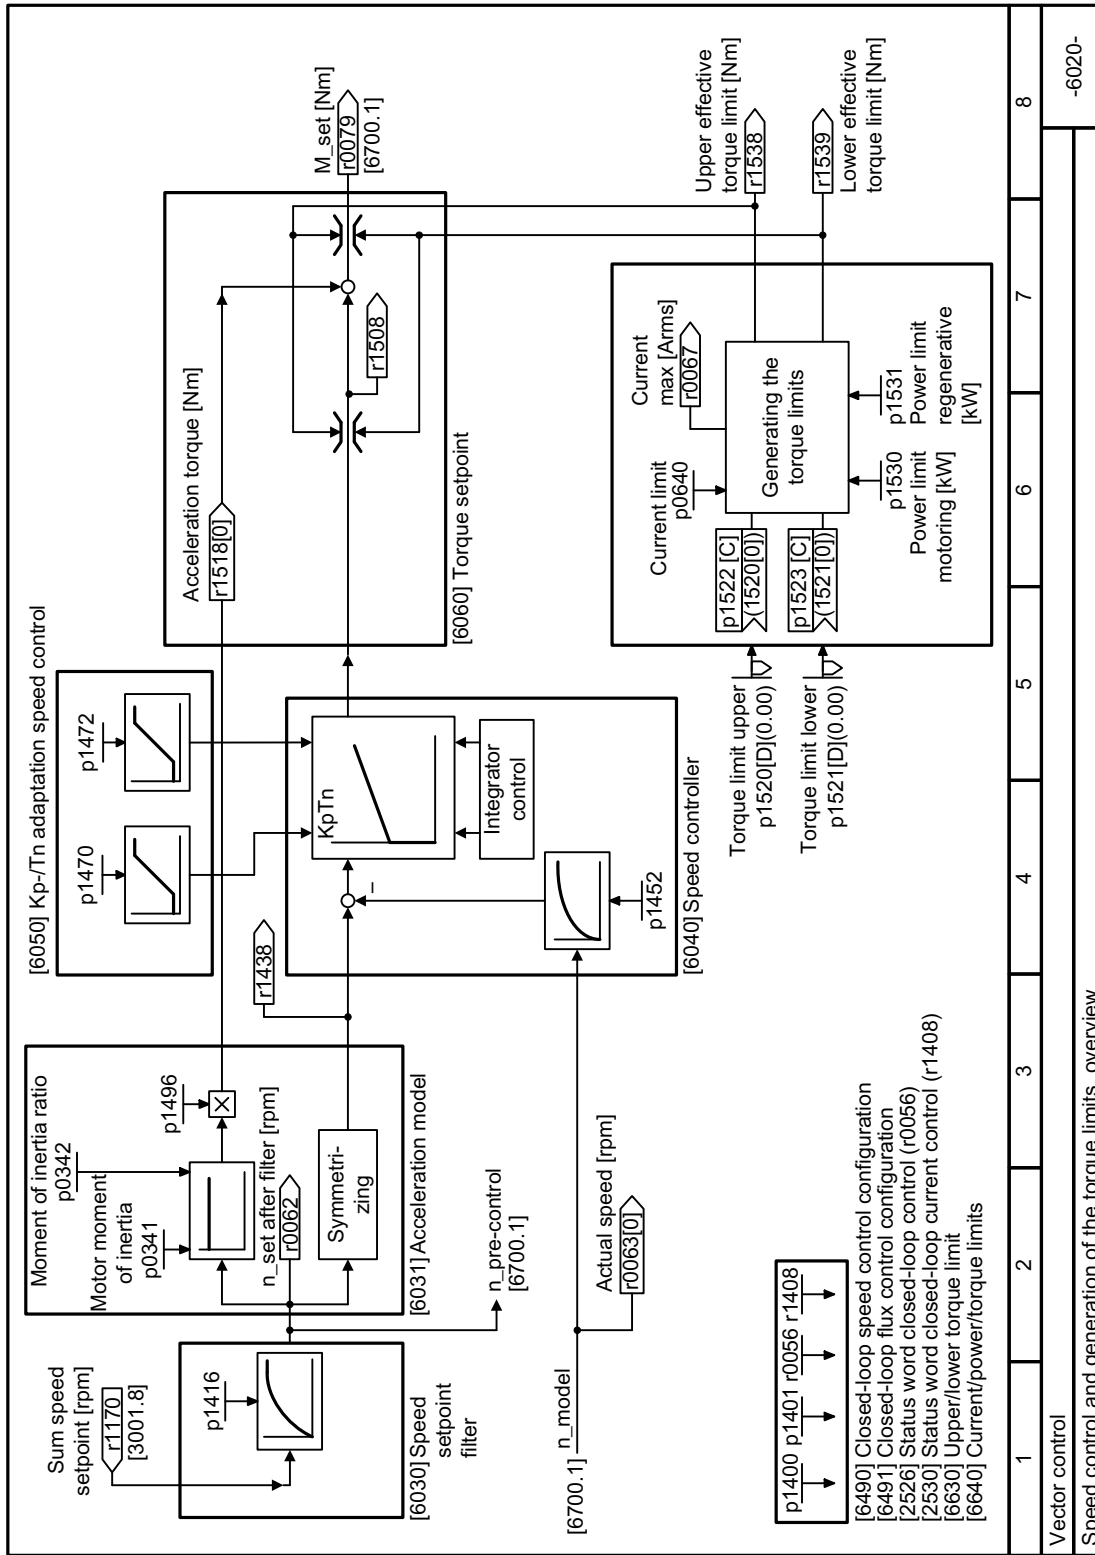 Sum speed
setpoint [rpm]
r1170
[3001.8]
p1416
[6030] Speed
setpoint
filter
Moment of inertia ratio
p0342
Motor moment
of inertia
p0341
p1496
n_set after filter [rpm]
r0062
Symmetri-
zing
[6031] Acceleration model
n_pre-control
[6700.1]
[6700.1]
n_model
Actual speed [rpm]
r0063[0]
r1438
[6050] Kp-/Tn adaptation speed control
p1470
p1472
KpTn
–
Integrator
control
p1452
[6040] Speed controller
Acceleration torque [Nm]
r1518[0]
r1508
[6060] Torque setpoint
M_set [Nm]
r0079
[6700.1]
Torque limit upper
p1520[D](0.00)
Torque limit lower
p1521[D](0.00)
p1522 [C]
(1520[0])
p1523 [C]
(1521[0])
Current limit
p0640
Current
max [Arms]
r0067
Generating the
torque limits
p1530
Power limit
motoring [kW]
p1531
Power limit
regenerative
[kW]
Upper effective
torque limit [Nm]
r1538
r1539
Lower effective
torque limit [Nm]
p1400 p1401 r0056 r1408
[6490] Closed-loop speed control configuration
[6491] Closed-loop flux control configuration
[2526] Status word closed-loop control (r0056)
[2530] Status word closed-loop current control (r1408)
[6630] Upper/lower torque limit
[6640] Current/power/torque limits
1 2 3 4 5 6 7 8
Vector control
-6020-
Speed control and generation of the torque limits, overview